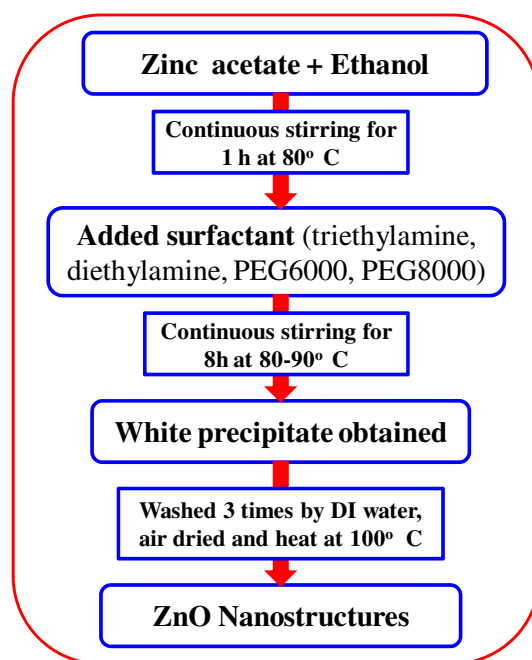 Zinc acetate + Ethanol
Continuous stirring for
1 h at 80º C
Added surfactant (triethylamine,
diethylamine, PEG6000, PEG8000)
Continuous stirring for
8h at 80-90º C
White precipitate obtained
Washed 3 times by DI water,
air dried and heat at 100º C
ZnO Nanostructures